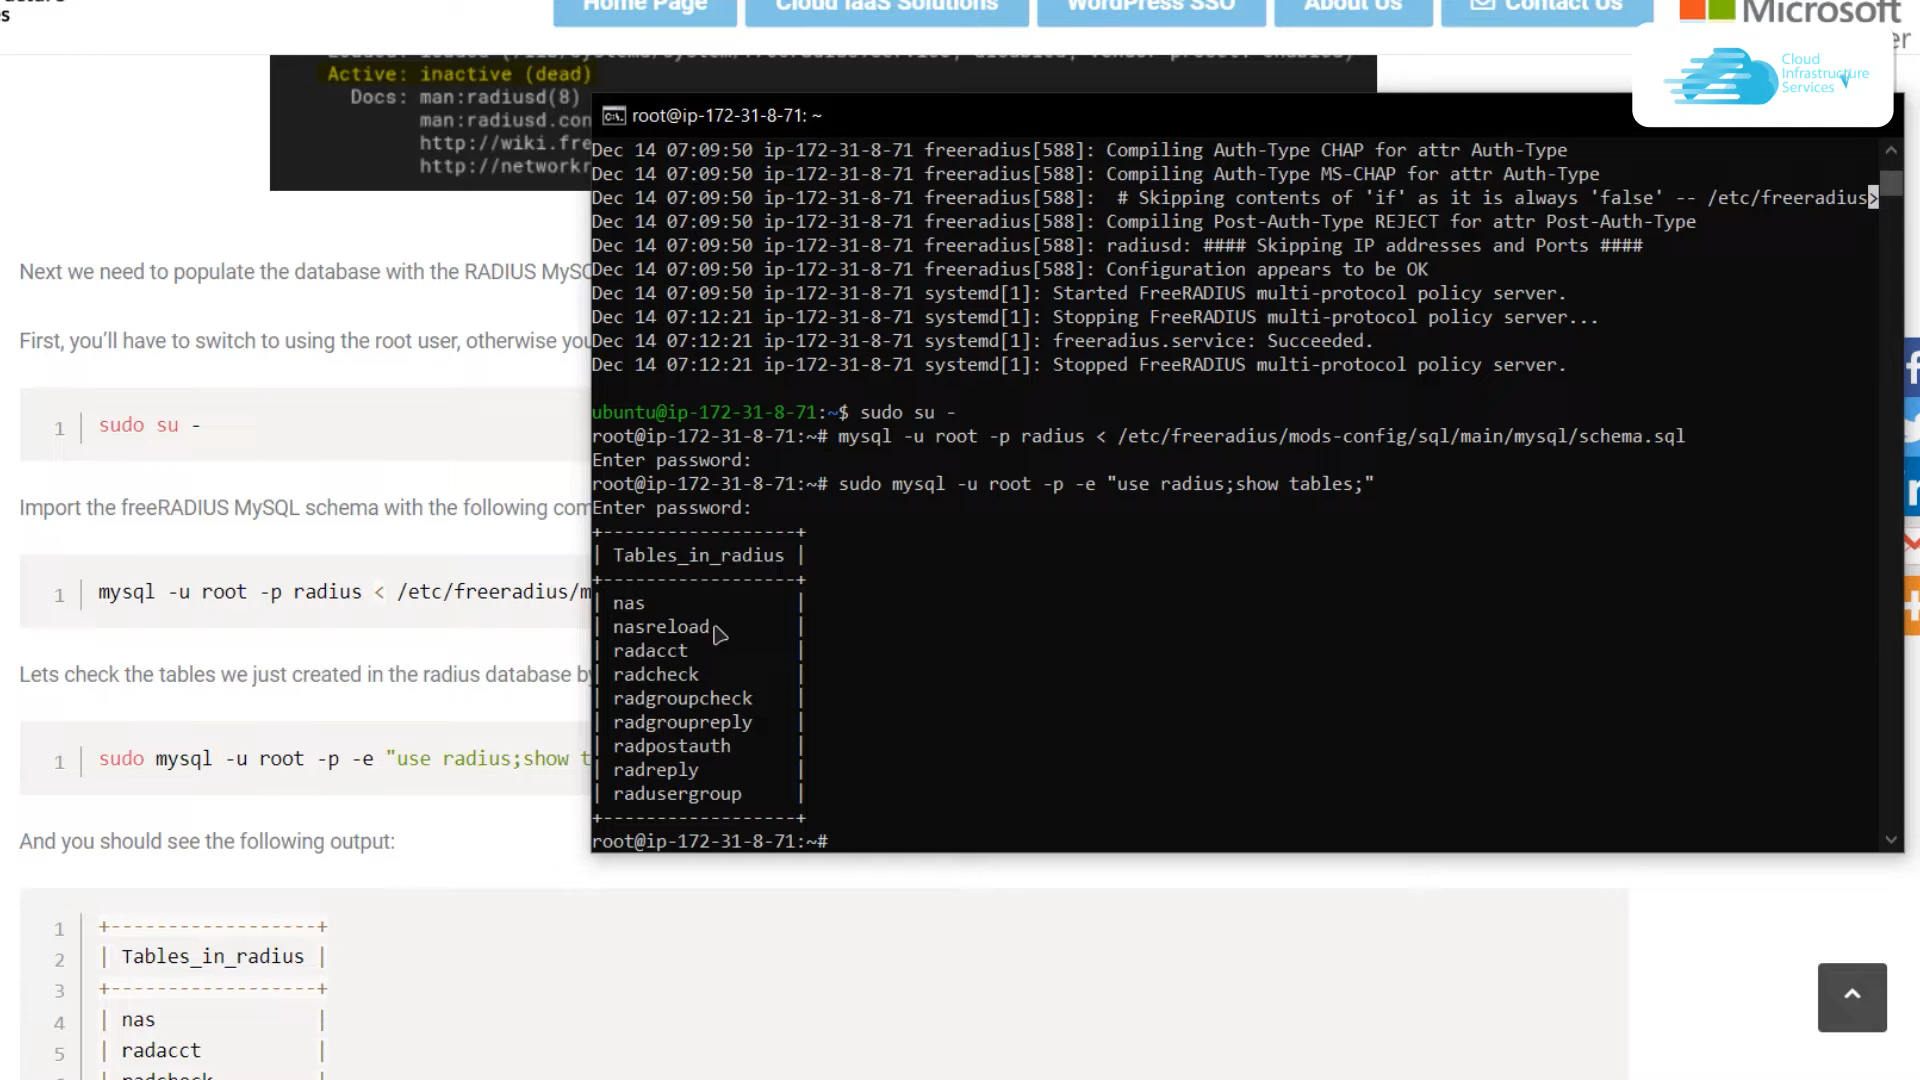 Home Page
Cloud IaaS Solutions
WordPress SSO
About Us
Contact Us
Microsoft
Cloud
Infrastructure
Services
Active: inactive (dead)
Docs: man:radiusd(8)
man:radiusd.con
http://wiki.fre
http://networkr
Next we need to populate the database with the RADIUS MySQ
First, you’ll have to switch to using the root user, otherwise you
1 sudo su -
Import the freeRADIUS MySQL schema with the following com
1 mysql -u root -p radius < /etc/freeradius/m
Lets check the tables we just created in the radius database by
1 sudo mysql -u root -p -e "use radius;show t
And you should see the following output:
1 +-----------------+
2 | Tables_in_radius |
3 +-----------------+
4 | nas |
5 | radacct |
radcheck
root@ip-172-31-8-71: ~
Dec 14 07:09:50 ip-172-31-8-71 freeradius[588]: Compiling Auth-Type CHAP for attr Auth-Type
Dec 14 07:09:50 ip-172-31-8-71 freeradius[588]: Compiling Auth-Type MS-CHAP for attr Auth-Type
Dec 14 07:09:50 ip-172-31-8-71 freeradius[588]:  # Skipping contents of 'if' as it is always 'false' -- /etc/freeradius>
Dec 14 07:09:50 ip-172-31-8-71 freeradius[588]: Compiling Post-Auth-Type REJECT for attr Post-Auth-Type
Dec 14 07:09:50 ip-172-31-8-71 freeradius[588]: radiusd: #### Skipping IP addresses and Ports ####
Dec 14 07:09:50 ip-172-31-8-71 freeradius[588]: Configuration appears to be OK
Dec 14 07:09:50 ip-172-31-8-71 systemd[1]: Started FreeRADIUS multi-protocol policy server.
Dec 14 07:12:21 ip-172-31-8-71 systemd[1]: Stopping FreeRADIUS multi-protocol policy server...
Dec 14 07:12:21 ip-172-31-8-71 systemd[1]: freeradius.service: Succeeded.
Dec 14 07:12:21 ip-172-31-8-71 systemd[1]: Stopped FreeRADIUS multi-protocol policy server.
ubuntu@ip-172-31-8-71:~$ sudo su -
root@ip-172-31-8-71:~# mysql -u root -p radius < /etc/freeradius/mods-config/sql/main/mysql/schema.sql
Enter password:
root@ip-172-31-8-71:~# sudo mysql -u root -p -e "use radius;show tables;"
Enter password:
+------------------+
| Tables_in_radius |
+------------------+
| nas |
| nasreload |
| radacct |
| radcheck |
| radgroupcheck |
| radgroupreply |
| radpostauth |
| radreply |
| radusergroup |
+------------------+
root@ip-172-31-8-71:~#